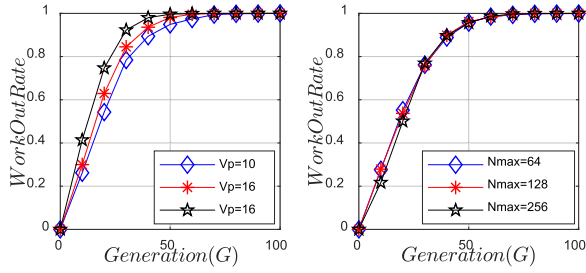 1
0.8
0.6
0.4
0.2
0
0
50
100
WorkOutRate
Generation(G)
Vp=10
Vp=16
Vp=16
1
0.8
0.6
0.4
0.2
0
0
50
100
WorkOutRate
Generation(G)
Nmax=64
Nmax=128
Nmax=256